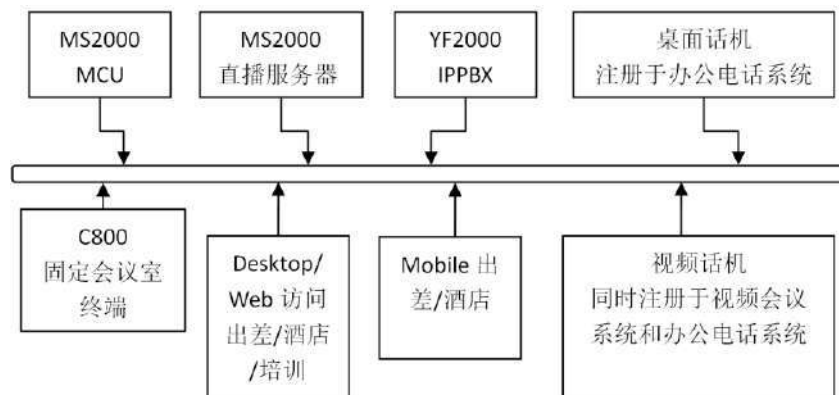 MS2000
MCU
MS2000
直播服务器
YF2000
IPPBX
桌面话机
注册于办公电话系统
C800
固定会议室
终端
Desktop/
Web 访问
出差/酒店
/培训
Mobile 出
差/酒店
视频话机
同时注册于视频会议
系统和办公电话系统